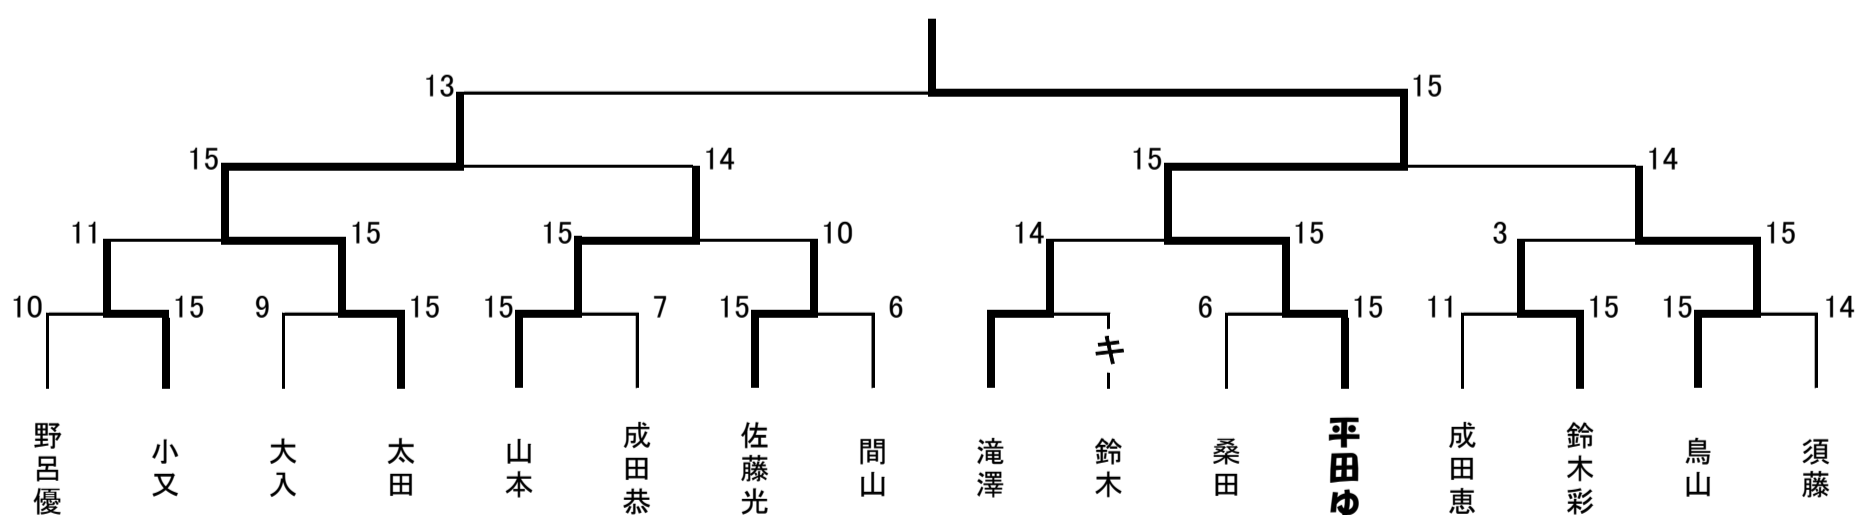 13 15
15 14 15 14
11 15 15 10 14 15 3 15
10 15 9 15 15 7 15 6 キ 6 15 11 15 15 14
野呂優
小又
大入
太田
山本
成田恭
佐藤光
間山
滝澤
鈴木
桑田
平田ゆ
成田恵
鈴木彩
鳥山
須藤